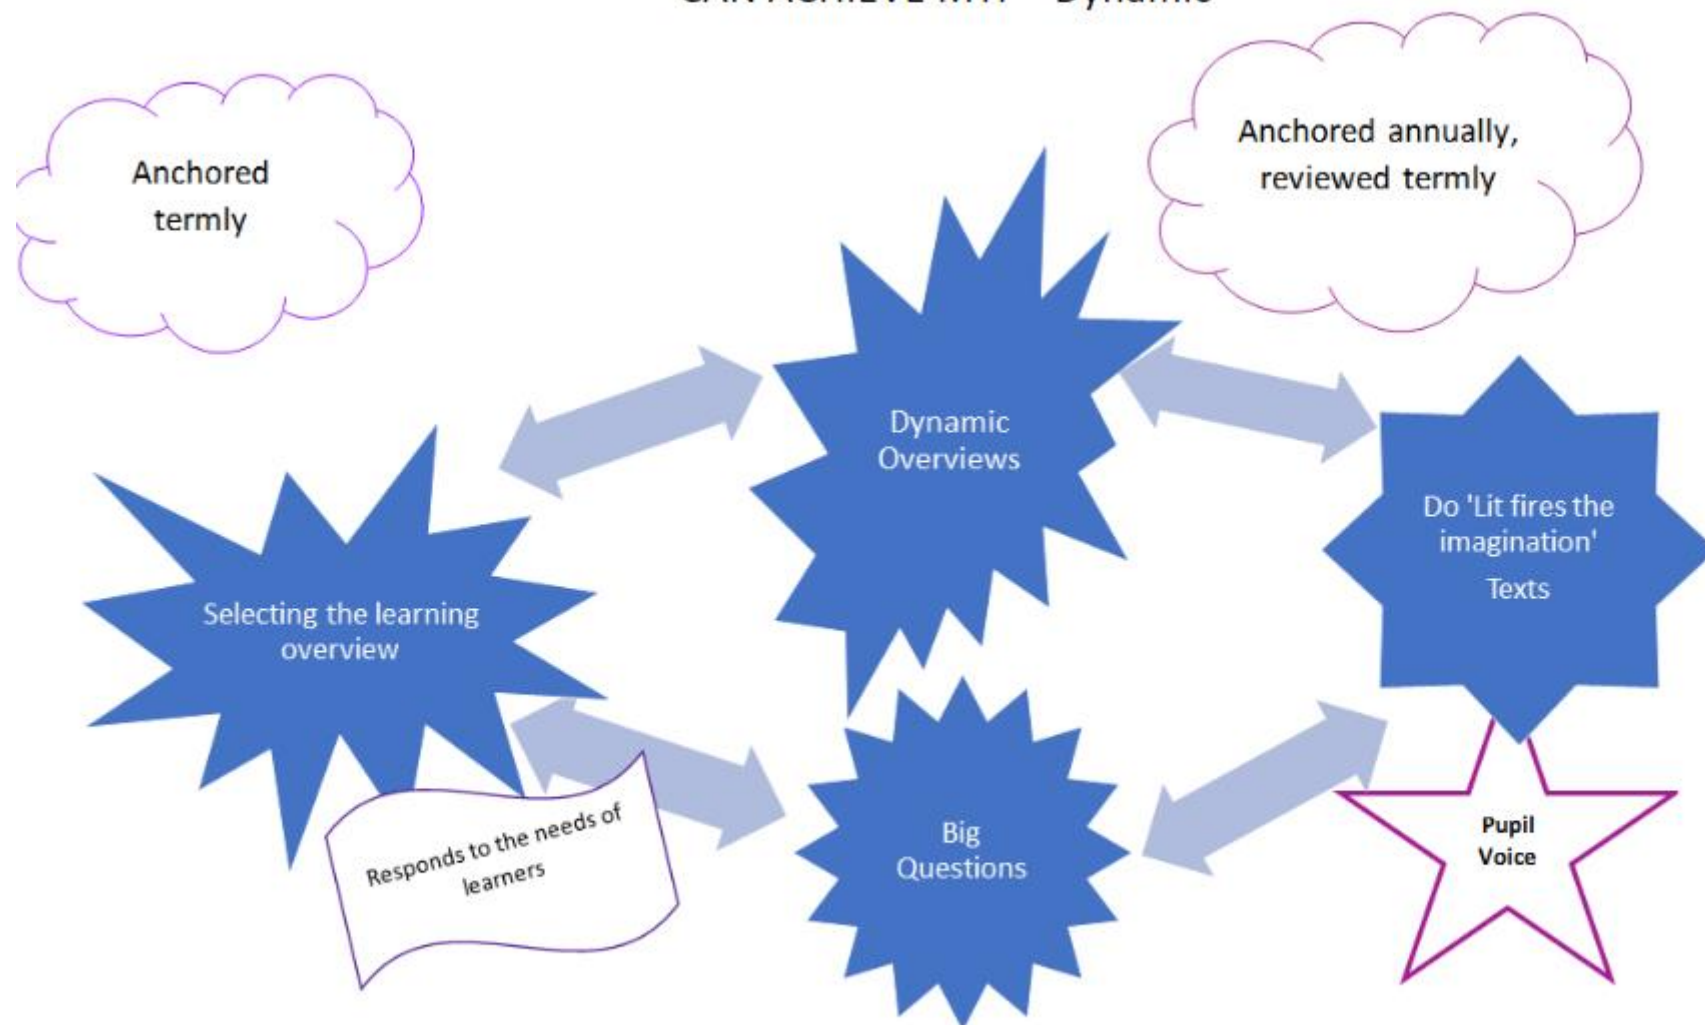 Dynamic
Anchored
termly
Anchored annually,
reviewed termly
Dynamic
Overviews
Do 'Lit fires the
imagination'
Texts
Selecting the learning
overview
Responds to the needs of
learners
Big
Questions
Pupil
Voice